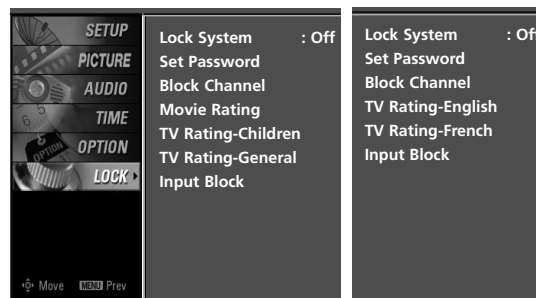 SETUP
PICTURE
AUDIO
TIME
OPTION
LOCK
Move MENU Prev
Lock System : Off
Set Password
Block Channel
Movie Rating
TV Rating-Children
TV Rating-General
Input Block
Lock System : Off
Set Password
Block Channel
TV Rating-English
TV Rating-French
Input Block